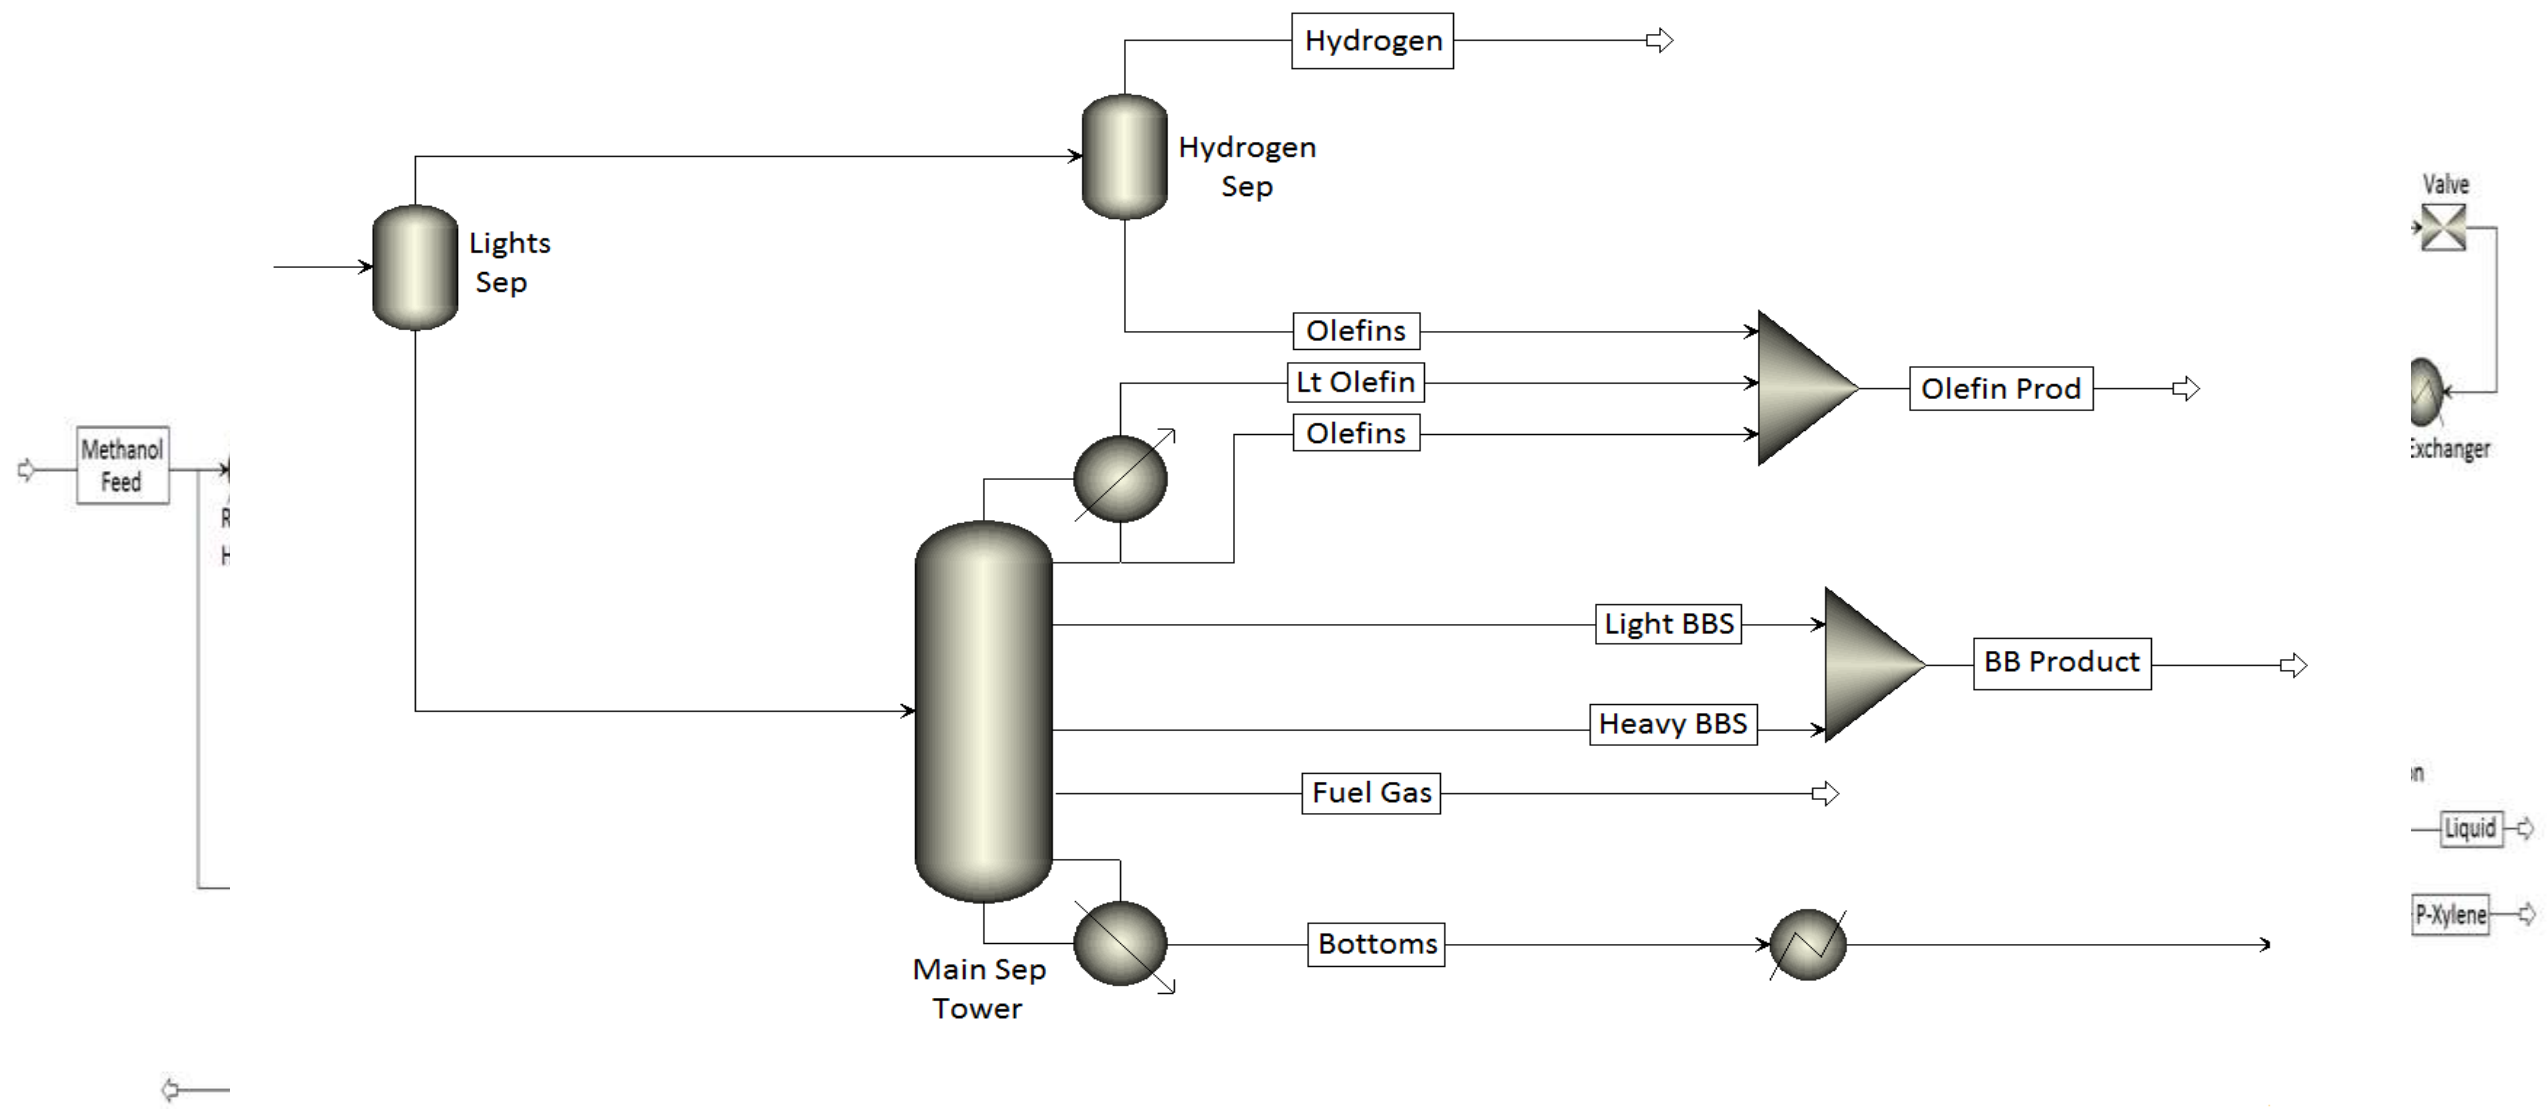 Hydrogen
Hydrogen
Sep
Valve
Lights
Sep
Olefins
Lt Olefin
Olefin Prod
Olefins
Methanol
Feed
Light BBS
BB Product
Heavy BBS
Fuel Gas
Liquid
P-Xylene
Bottoms
Main Sep
Tower